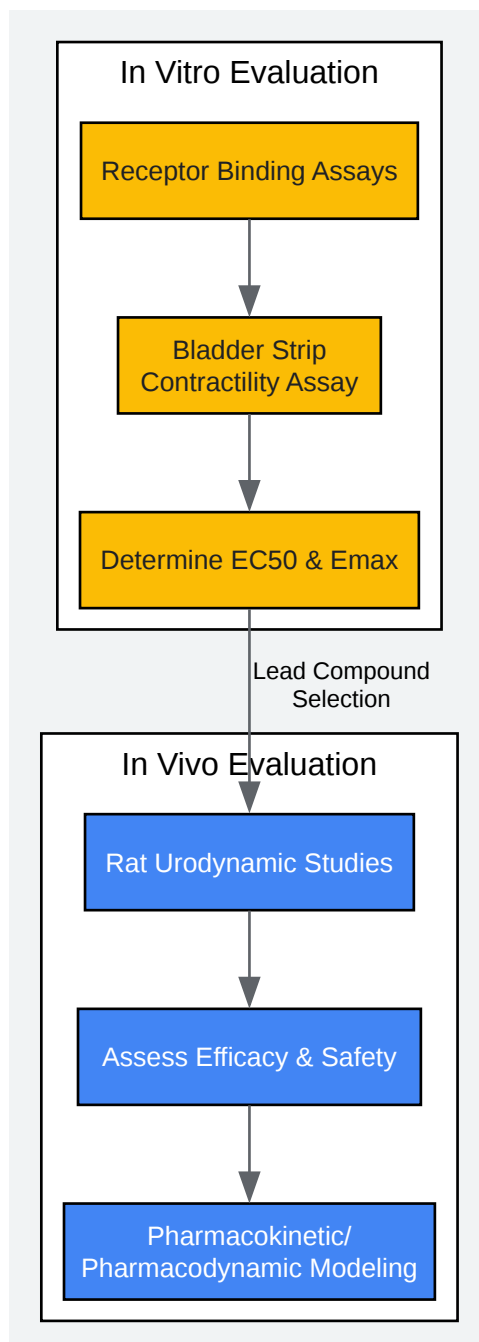 In Vitro Evaluation
Receptor Binding Assays
Bladder Strip
Contractility Assay
Determine EC50 & Emax
Lead Compound
Selection
In Vivo Evaluation
Rat Urodynamic Studies
Assess Efficacy & Safety
Pharmacokinetic/
Pharmacodynamic Modeling